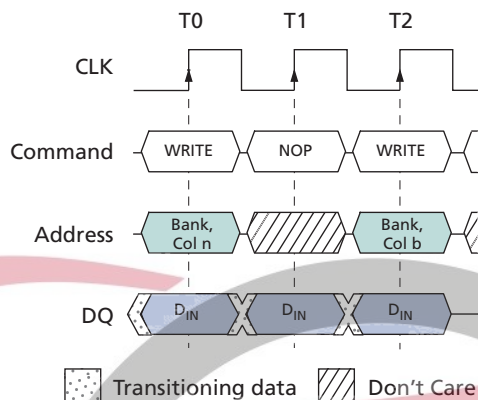 T0 T1 T2
CLK
Command WRITE NOP WRITE
Address Bank, Col n Bank, Col b
DQ DIN DIN DIN
Transitioning data Don't Care